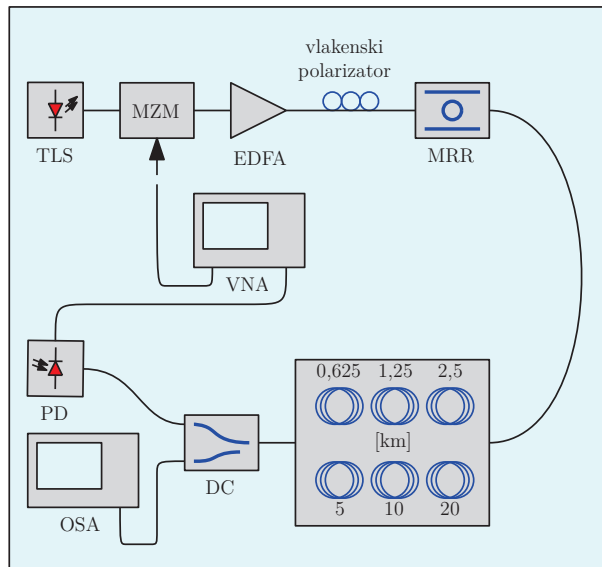 vlakenski
polarizator
TLS
MZM
EDFA
MRR
VNA
PD
0,625 1,25 2,5
[km]
5 10 20
DC
OSA